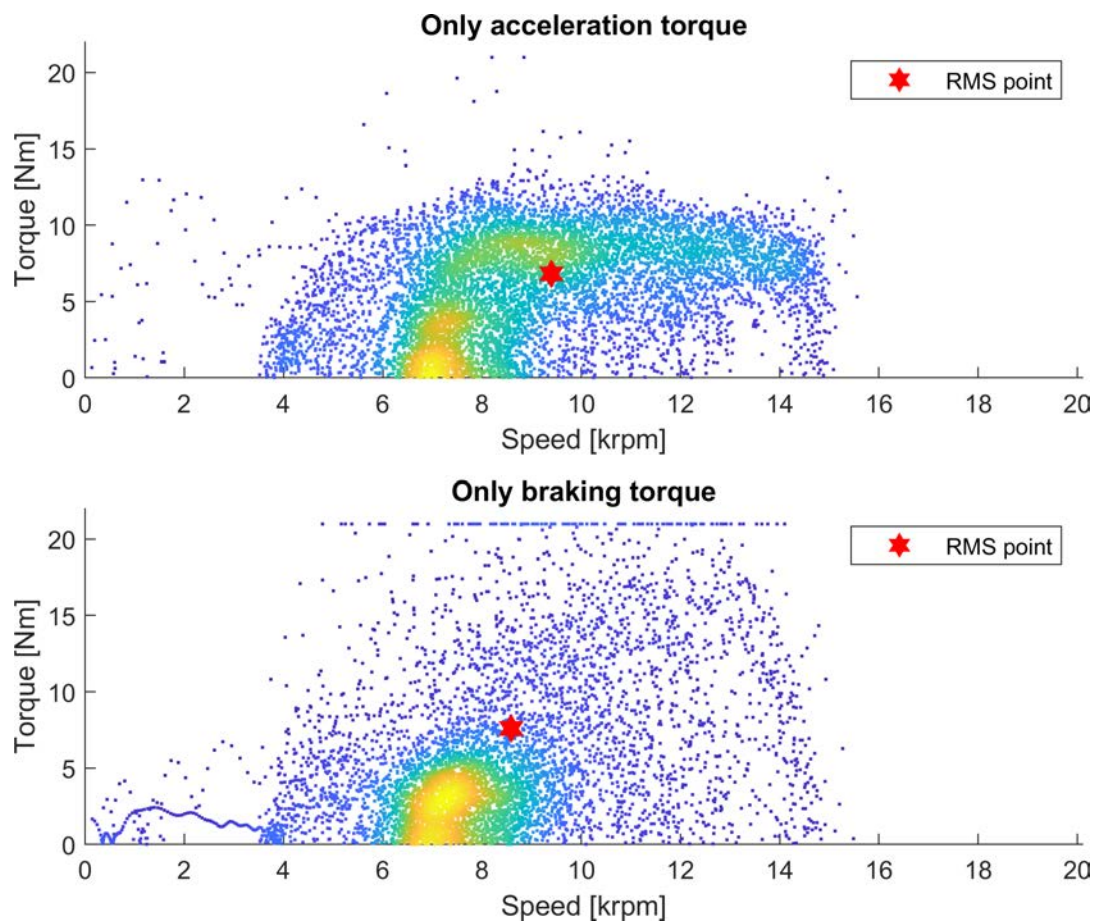 Only acceleration torque
RMS point
Torque [Nm]
20
15
10
5
0
0 2 4 6 8 10 12 14 16 18 20
Speed [krpm]
Only braking torque
RMS point
Torque [Nm]
20
15
10
5
0
0 2 4 6 8 10 12 14 16 18 20
Speed [krpm]